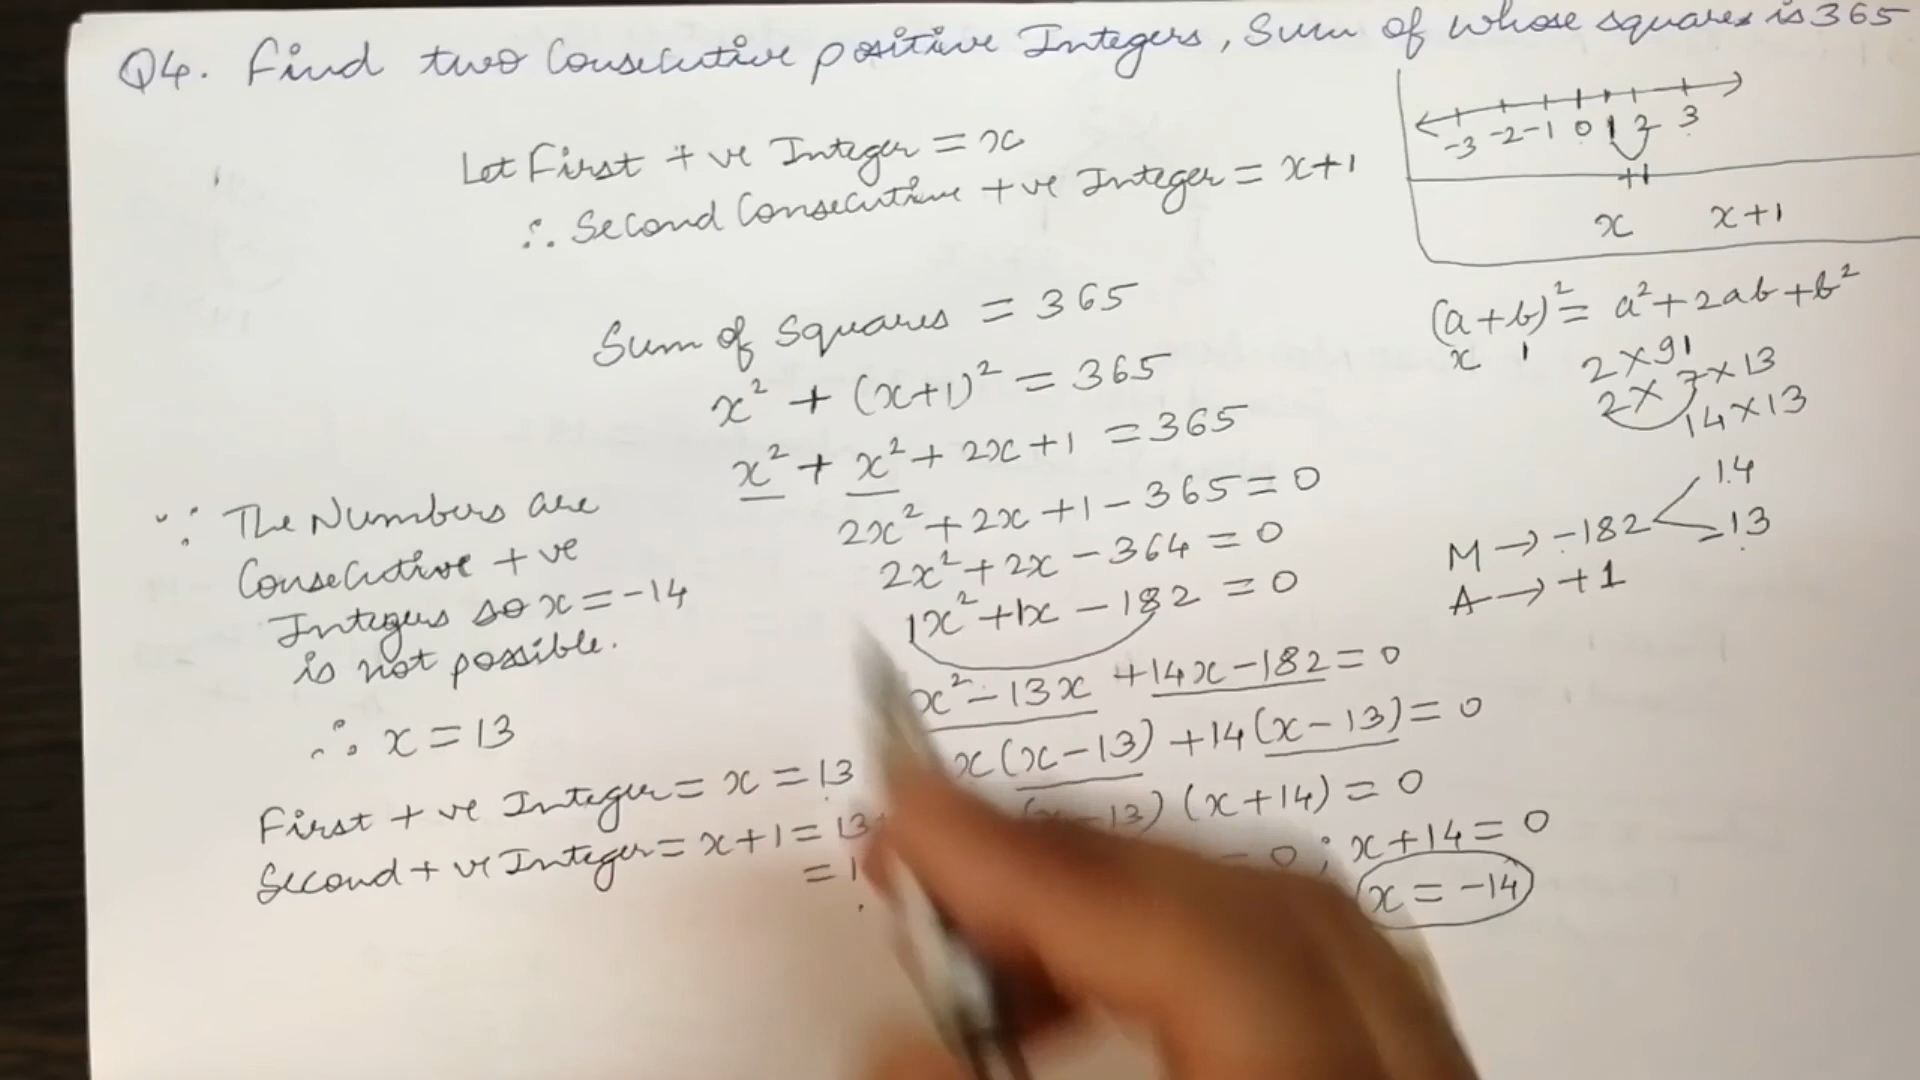 Q4. Find two Consecutive positive Integers, Sum of whose squares is 365
Let First +ve Integer = x
∴ Second Consecutive +ve Integer = x+1
Sum of Squares = 365
x² + (x+1)² = 365
x² + x² + 2x + 1 = 365
2x² + 2x + 1 - 365 = 0
2x² + 2x - 364 = 0
1x² + 1x - 182 = 0
x² - 13x + 14x - 182 = 0
x(x-13) + 14(x-13) = 0
(x-13) (x+14) = 0
= 0 ; x+14 = 0
x = -14
∵ The Numbers are
Consecutive +ve
Integers so x = -14
is not possible.
∴ x = 13
First +ve Integer = x = 13
Second +ve Integer = x+1 = 13
= 1
-3 -2 -1 0 1 2 3
+1
x x+1
(a+b)² = a² + 2ab + b²
x 1
2 × 91
2 × 7 × 13
14 × 13
14
M → -182
-13
A → +1